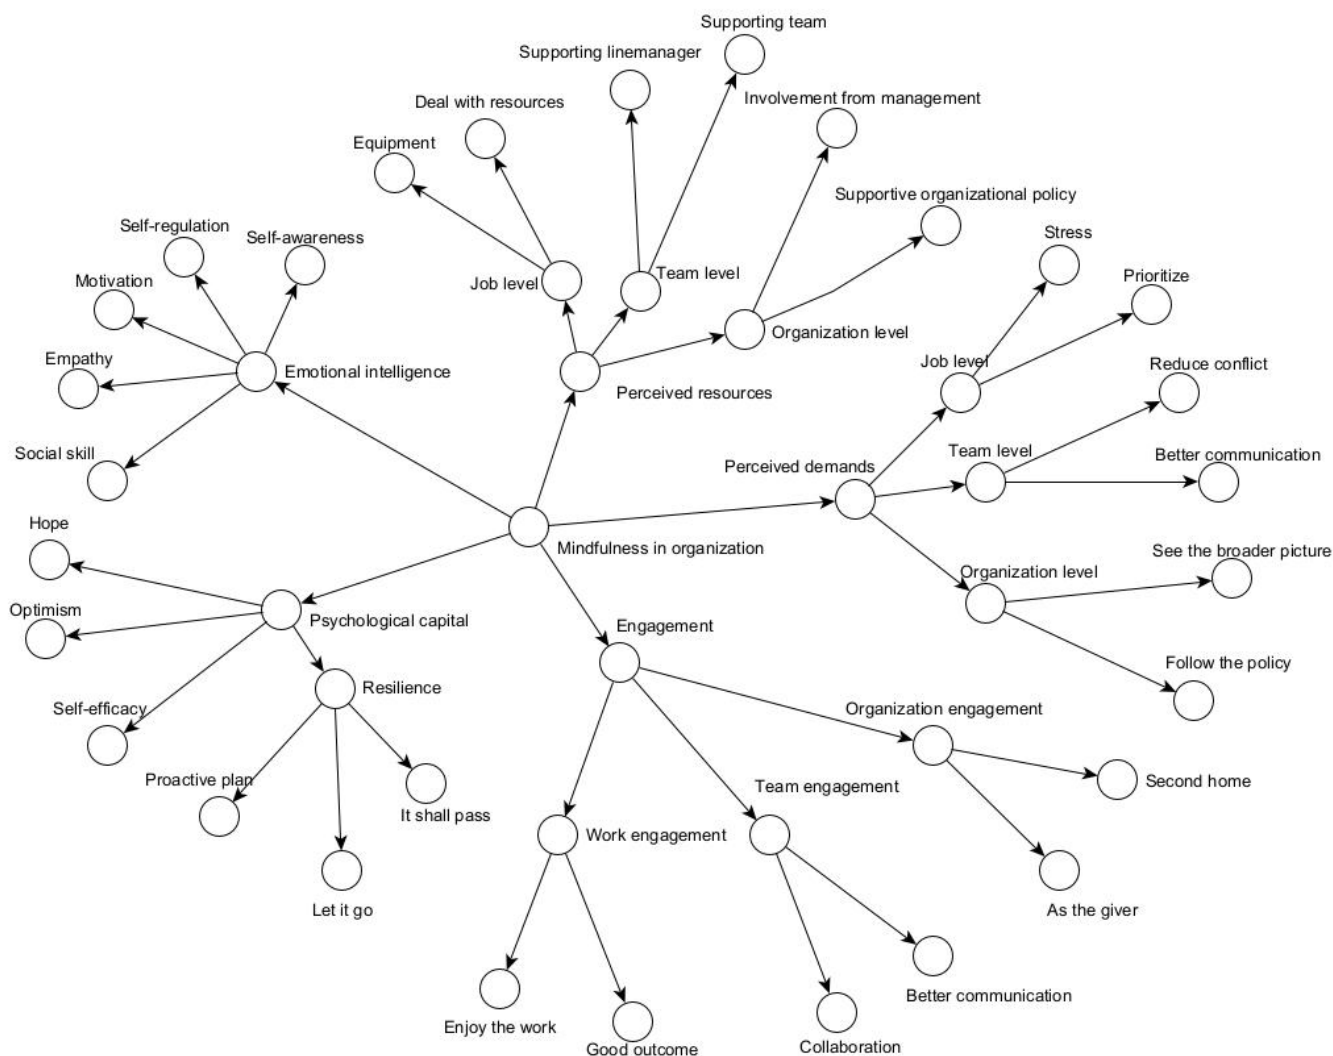 Supporting team
Supporting linemanager
Involvement from management
Deal with resources
Equipment
Supportive organizational policy
Self-regulation
Self-awareness
Stress
Motivation
Job level
Team level
Prioritize
Organization level
Empathy
Emotional intelligence
Perceived resources
Job level
Reduce conflict
Social skill
Perceived demands
Team level
Better communication
Hope
Mindfulness in organization
See the broader picture
Organization level
Optimism
Psychological capital
Engagement
Follow the policy
Resilience
Self-efficacy
Organization engagement
Proactive plan
Team engagement
Second home
It shall pass
Work engagement
Let it go
As the giver
Better communication
Enjoy the work
Good outcome
Collaboration